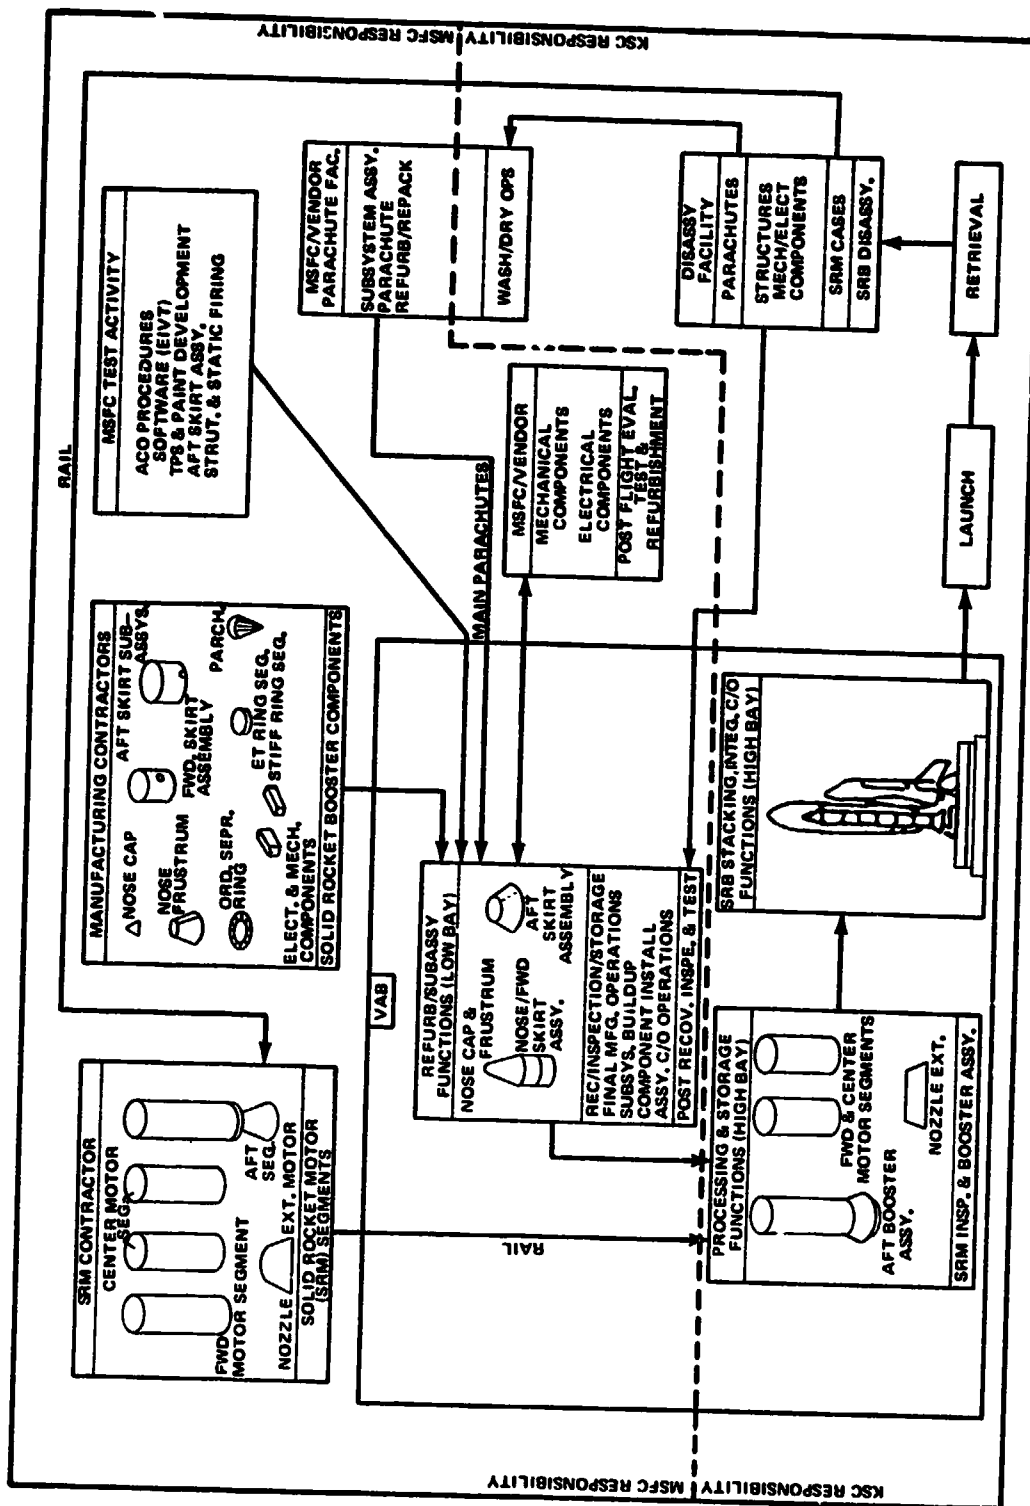 RAIL
SRM CONTRACTOR
CENTER MOTOR
SEG.
FWD
MOTOR SEGMENT
AFT
SEG.
NOZZLE EXT. MOTOR
SOLID ROCKET MOTOR
(SRM) SEGMENTS
MANUFACTURING CONTRACTORS
NOSE CAP
AFT SKIRT SUB-
ASSYS.
NOSE
FRUSTRUM
FWD. SKIRT
ASSEMBLY
ORD. SEPR.
RING
PARCH.
ET RING SEG.
STIFF RING SEG.
ELECT. & MECH.
COMPONENTS
SOLID ROCKET BOOSTER COMPONENTS
MSFC TEST ACTIVITY
ACO PROCEDURES
SOFTWARE (EIVT)
TPS & PAINT DEVELOPMENT
AFT SKIRT ASSY.
STRUT. & STATIC FIRING
MSFC/VENDOR
PARACHUTE FAC.
SUBSYSTEM ASSY.
PARACHUTE
REFURB/REPACK
WASH/DRY OPS
VAB
REFURB/SUBASSY
FUNCTIONS (LOW BAY)
NOSE CAP &
FRUSTRUM
NOSE/FWD
SKIRT
ASSY.
AFT
SKIRT
ASSEMBLY
REC/INSPECTION/STORAGE
FINAL MFG. OPERATIONS
SUBSYS, BUILDUP
COMPONENT INSTALL
ASSY. C/O OPERATIONS
POST RECOV. INSPE. & TEST
MAIN PARACHUTES
MSFC/VENDOR
MECHANICAL
COMPONENTS
ELECTRICAL
COMPONENTS
POST FLIGHT EVAL.
TEST &
REFURBISHMENT
DISASSY
FACILITY
PARACHUTES
STRUCTURES
MECH/ELECT
COMPONENTS
SRM CASES
SRB DISASSY.
RAIL
PROCESSING & STORAGE
FUNCTIONS (HIGH BAY)
FWD & CENTER
MOTOR SEGMENTS
AFT BOOSTER
ASSY.
NOZZLE EXT.
SRM INSP. & BOOSTER ASSY.
SRB STACKING, INTEG, C/O
FUNCTIONS (HIGH BAY)
LAUNCH
RETRIEVAL
MSFC RESPONSIBILITY
KSC RESPONSIBILITY
MSFC RESPONSIBILITY
KSC RESPONSIBILITY